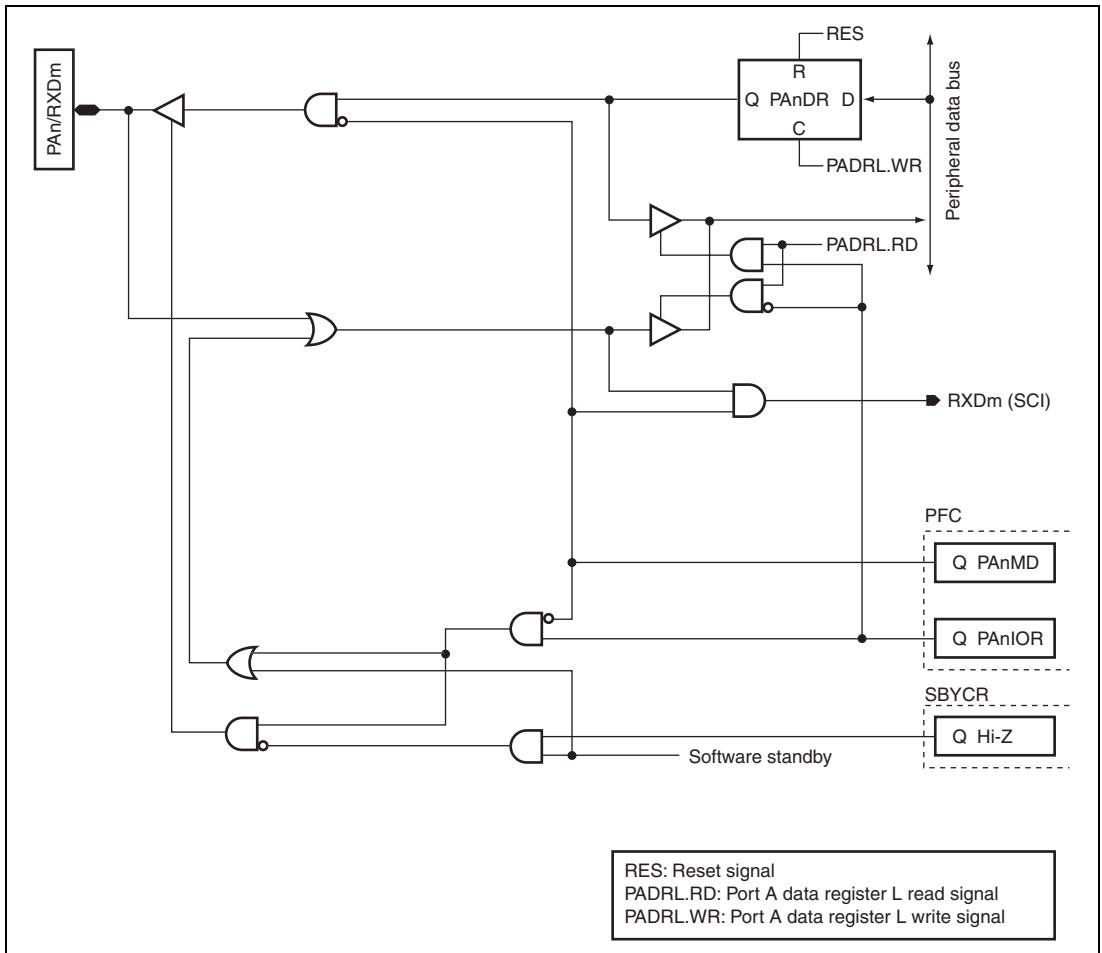 RES
PAn/RXDm
R
Q PAnDR D
C
PADRL.WR
Peripheral data bus
PADRL.RD
RXDm (SCI)
PFC
Q PAnMD
Q PAnIOR
SBYCR
Q Hi-Z
Software standby
RES: Reset signal
PADRL.RD: Port A data register L read signal
PADRL.WR: Port A data register L write signal